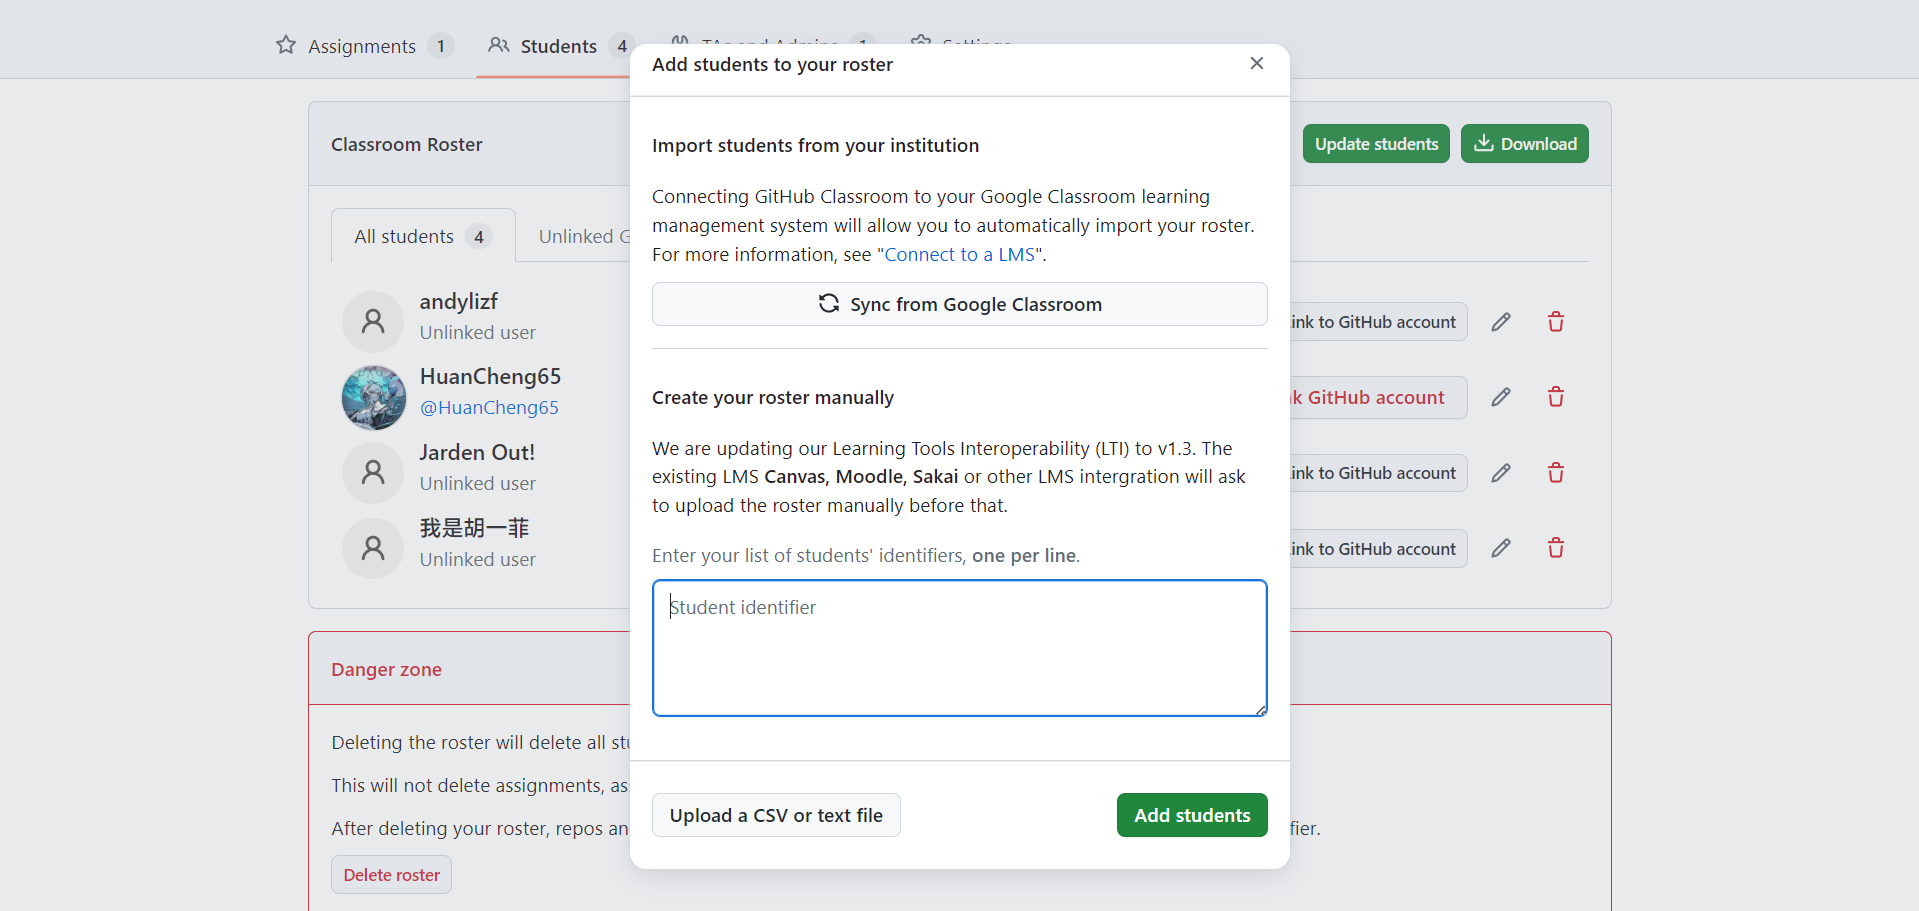 Assignments 1 Students 4
Add students to your roster
Classroom Roster
Update students Download
All students 4 Unlinked
andylizf
Unlinked user
ink to GitHub account
HuanCheng65
@HuanCheng65
k GitHub account
Jarden Out!
Unlinked user
ink to GitHub account
我是胡一菲
Unlinked user
ink to GitHub account
Import students from your institution
Connecting GitHub Classroom to your Google Classroom learning
management system will allow you to automatically import your roster.
For more information, see "Connect to a LMS".
Sync from Google Classroom
Create your roster manually
We are updating our Learning Tools Interoperability (LTI) to v1.3. The
existing LMS Canvas, Moodle, Sakai or other LMS intergration will ask
to upload the roster manually before that.
Enter your list of students' identifiers, one per line.
Student identifier
Upload a CSV or text file Add students
Danger zone
Deleting the roster will delete all stu
This will not delete assignments, as
After deleting your roster, repos an
fier.
Delete roster